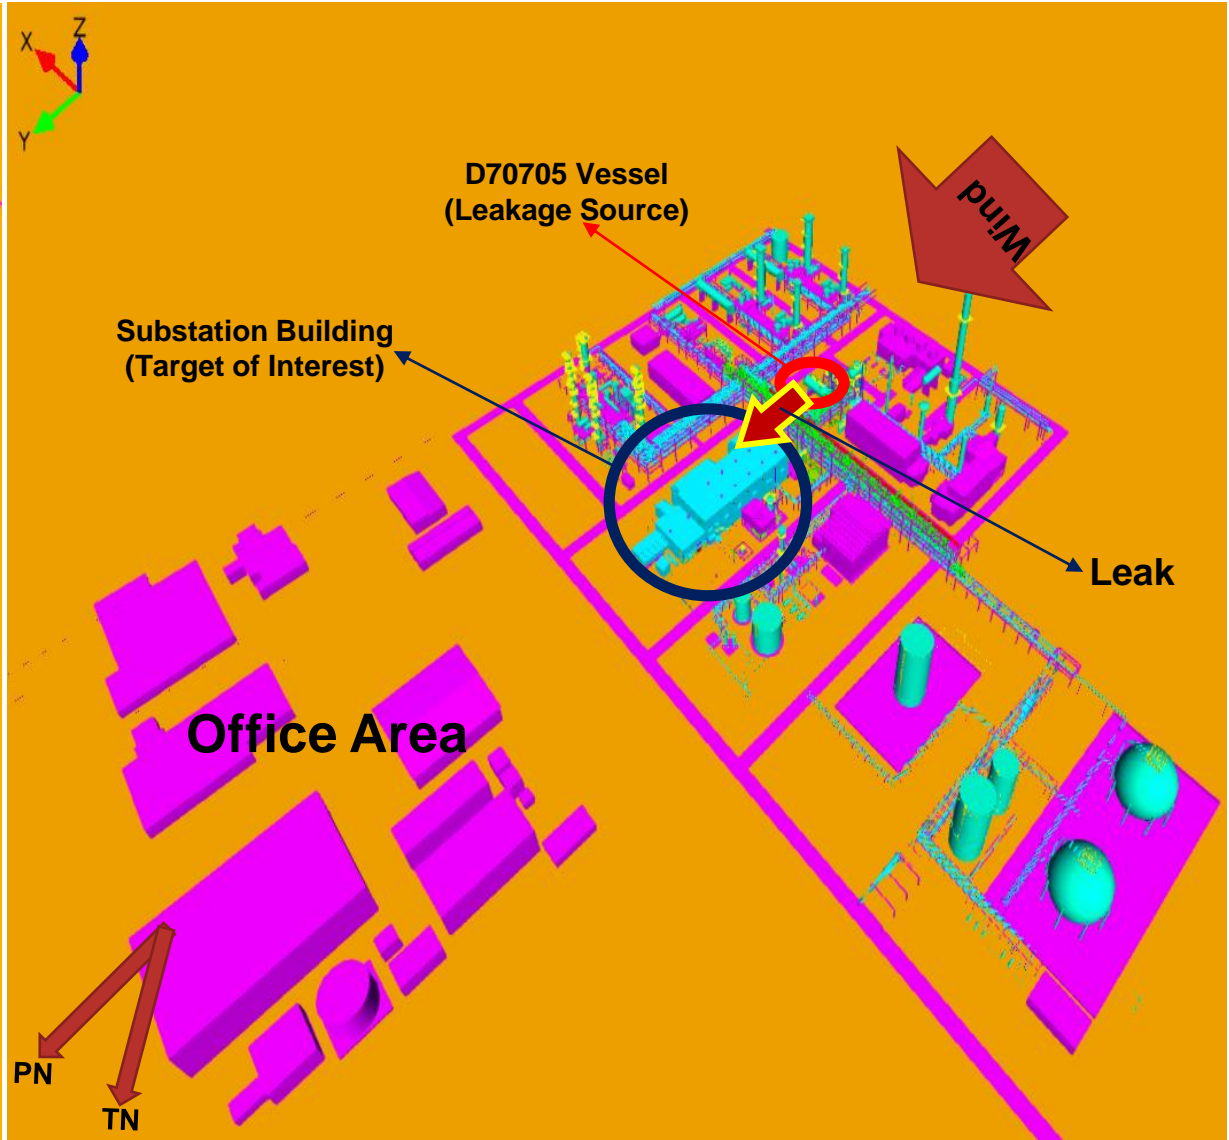 Z
X
Y
D70705 Vessel
(Leakage Source)
Wind
Substation Building
(Target of Interest)
Leak
Office Area
PN
TN